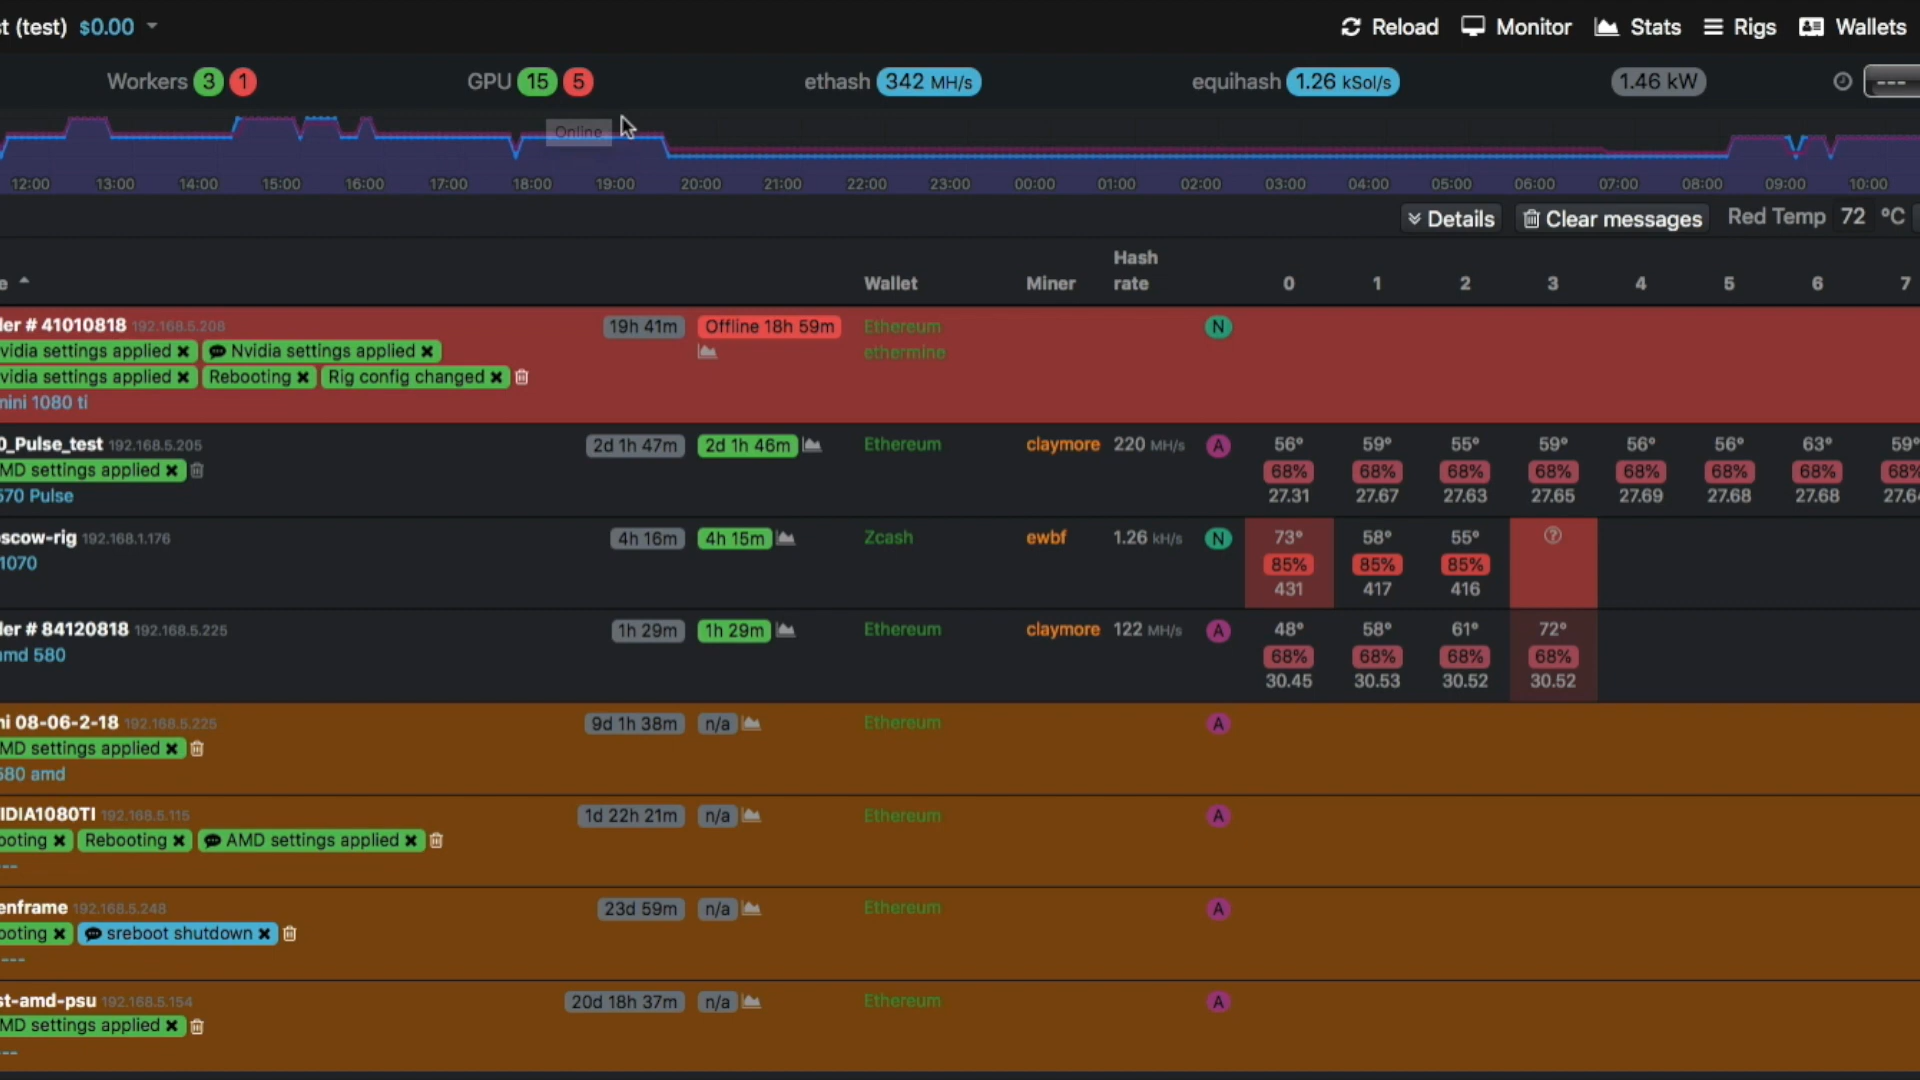 t (test) $0.00 Reload Monitor Stats Rigs Wallets
Workers 3 1 GPU 15 5 ethash 342 MH/s equihash 1.26 kSol/s 1.46 kW ---
Online
12:00 13:00 14:00 15:00 16:00 17:00 18:00 19:00 20:00 21:00 22:00 23:00 00:00 01:00 02:00 03:00 04:00 05:00 06:00 07:00 08:00 09:00 10:00
Details Clear messages Red Temp 72 °C
e Wallet Miner Hash rate 0 1 2 3 4 5 6 7
ler # 41010818 192.168.5.208 19h 41m Offline 18h 59m Ethereum N
vidia settings applied × Nvidia settings applied × ethermine
vidia settings applied × Rebooting × Rig config changed ×
mini 1080 ti
0_Pulse_test 192.168.5.205 2d 1h 47m 2d 1h 46m Ethereum claymore 220 MH/s A 56° 59° 55° 59° 56° 56° 63° 59°
MD settings applied × 68% 68% 68% 68% 68% 68% 68% 68%
570 Pulse 27.31 27.67 27.63 27.65 27.69 27.68 27.68 27.64
scow-rig 192.168.1.176 4h 16m 4h 15m Zcash ewbf 1.26 kH/s N 73° 58° 55° ?
1070 85% 85% 85%
431 417 416
ler # 84120818 192.168.5.225 1h 29m 1h 29m Ethereum claymore 122 MH/s A 48° 58° 61° 72°
amd 580 68% 68% 68% 68%
30.45 30.53 30.52 30.52
ni 08-06-2-18 192.168.5.225 9d 1h 38m n/a Ethereum A
MD settings applied ×
580 amd
IDIA1080TI 192.168.5.115 1d 22h 21m n/a Ethereum A
ooting × Rebooting × AMD settings applied ×
---
enframe 192.168.5.248 23d 59m n/a Ethereum A
ooting × sreboot shutdown ×
---
st-amd-psu 192.168.5.154 20d 18h 37m n/a Ethereum A
MD settings applied ×
---